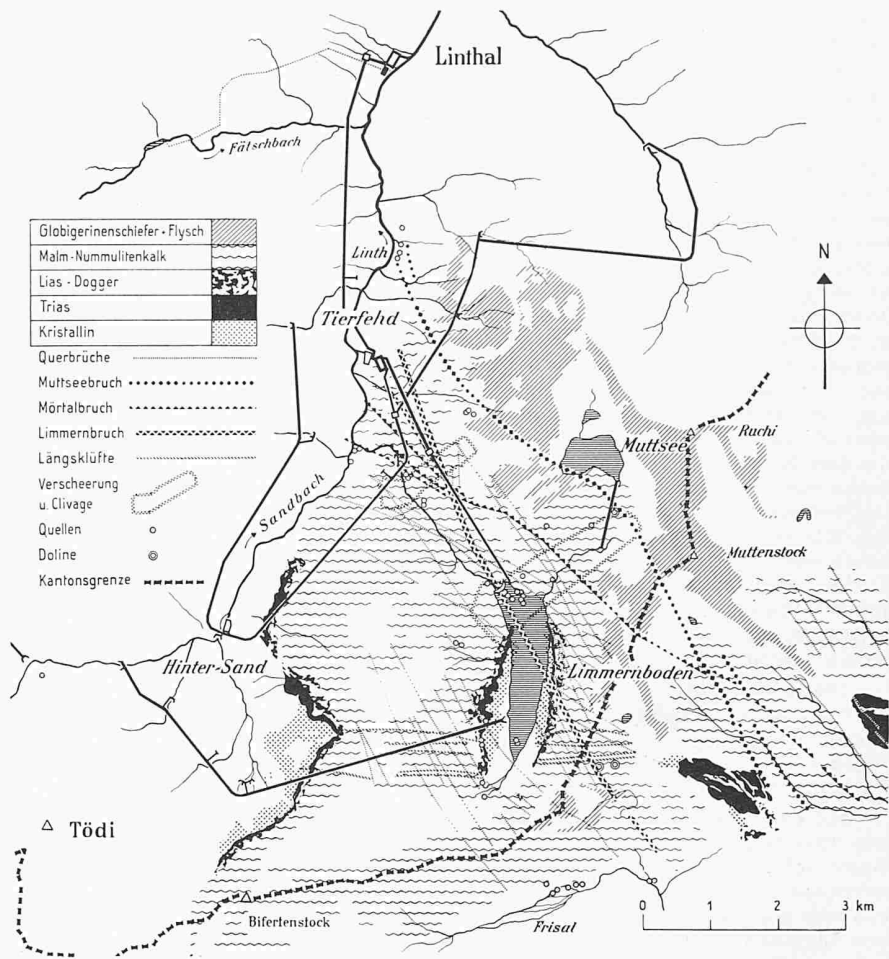 Linthal
Fätschbach
Globigerinenschiefer + Flysch
Malm-Nummulitenkalk
Lias - Dogger
Trias
Kristallin
Querbrüche
Muttseebruch
Mörtalbruch
Limmernbruch
Längsklüfte
Verscheerung
u. Clivage
Quellen
Doline
Kantonsgrenze
Linth
Tierfehd
N
Muttsee
Ruchi
Sandbach
Muttenstock
Hinter-Sand
Limmernboden
Tödi
Bifertenstock
Frisal
0 1 2 3 km